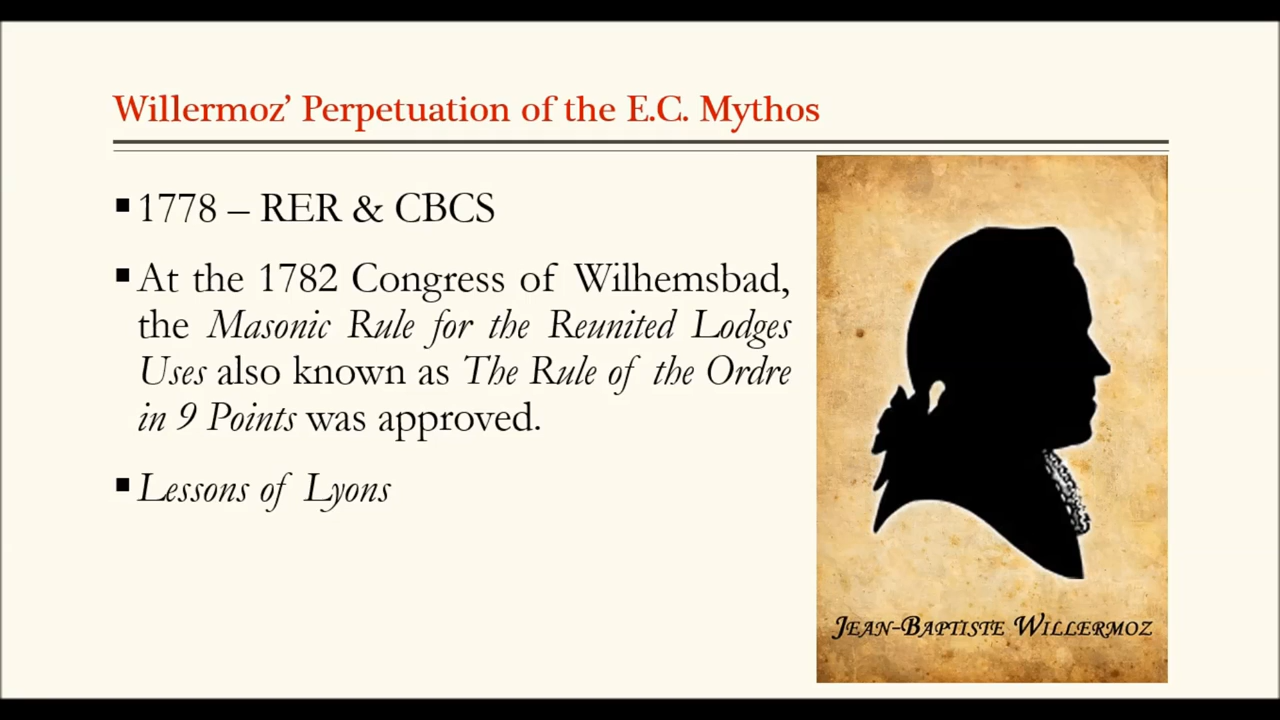 Willermoz' Perpetuation of the E.C. Mythos
▪1778 – RER & CBCS
▪At the 1782 Congress of Wilhemsbad,
the Masonic Rule for the Reunited Lodges
Uses also known as The Rule of the Ordre
in 9 Points was approved.
▪Lessons of Lyons
JEAN-BAPTISTE WILLERMOZ